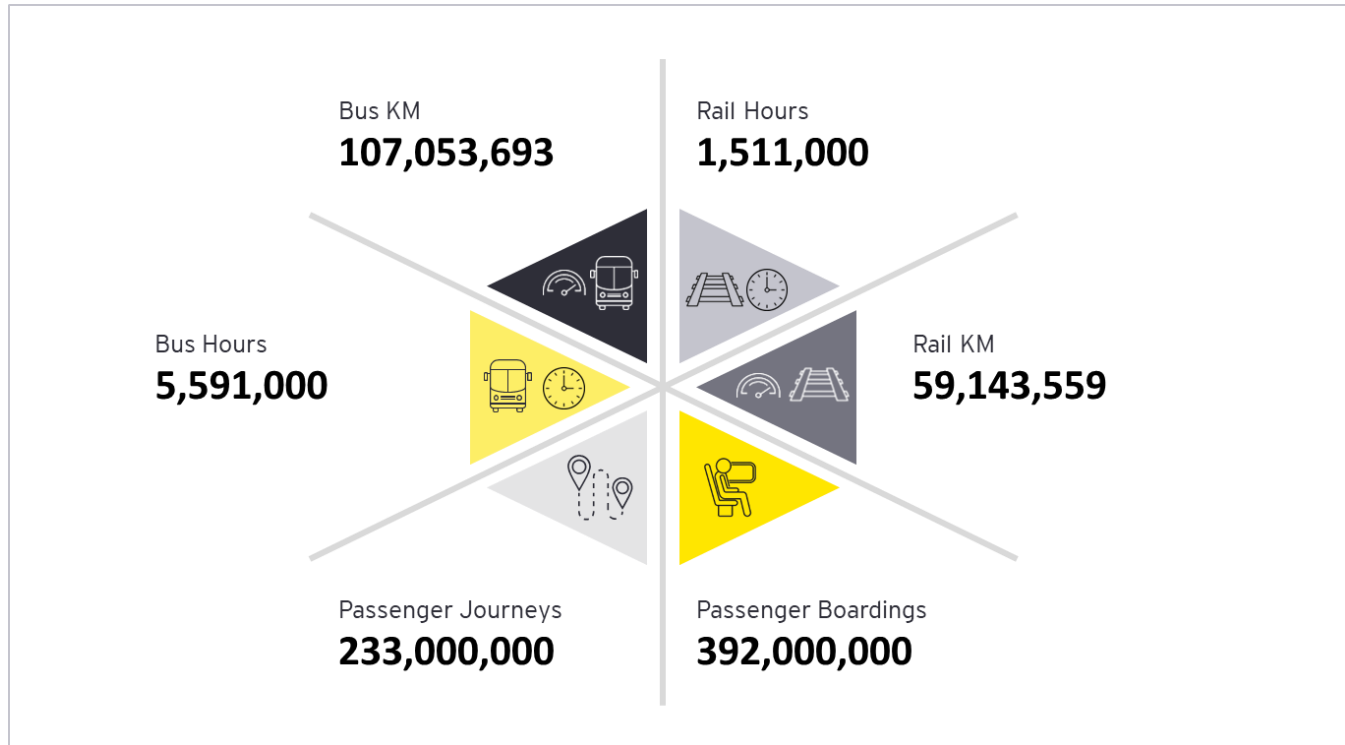 Bus KM
107,053,693
Rail Hours
1,511,000
Bus Hours
5,591,000
Rail KM
59,143,559
Passenger Journeys
233,000,000
Passenger Boardings
392,000,000